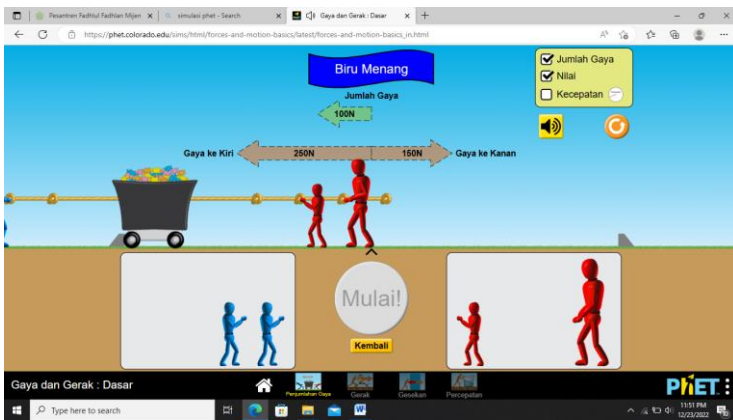 Pesantren Fadhlul Fadhlan Mijen
simulasi phet - Search
Gaya dan Gerak : Dasar
https://phet.colorado.edu/sims/html/forces-and-motion-basics/latest/forces-and-motion-basics_in.html
Biru Menang
Jumlah Gaya
Nilai
Kecepatan
Jumlah Gaya
100N
Gaya ke Kiri
250N
150N
Gaya ke Kanan
Mulai!
Kembali
Gaya dan Gerak : Dasar
Penjumlahan Gaya
Gerak
Gesekan
Percepatan
PhET
Type here to search
11:51 PM
12/23/2022